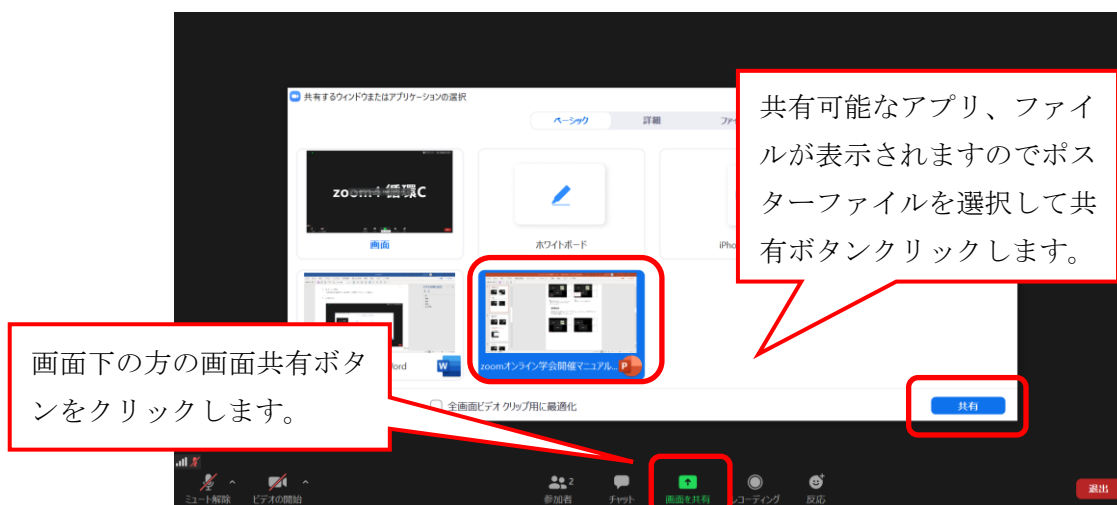 共有するウィンドウまたはアプリケーションの選択
ベーシック
詳細
共有可能なアプリ、ファイ
ルが表示されますのでポス
ターファイルを選択して共
有ボタンクリックします。
画面
ホワイトボード
iPho
zoomオンライン学会開催マニュアル...
画面下の方の画面共有ボタ
ンをクリックします。
全画面ビデオ クリップ用に最適化
共有
ミュート解除
ビデオの開始
2
参加者
チャット
画面を共有
レコーディング
反応
退出